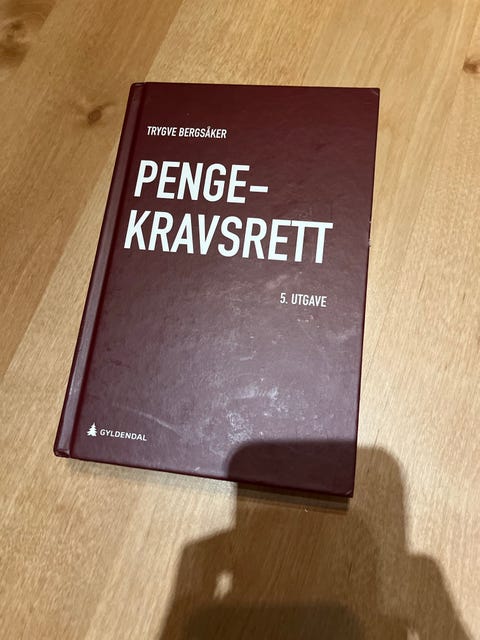 TRYGVE BERGSÅKER
PENGE-
KRAVSRETT
5. UTGAVE
GYLDENDAL